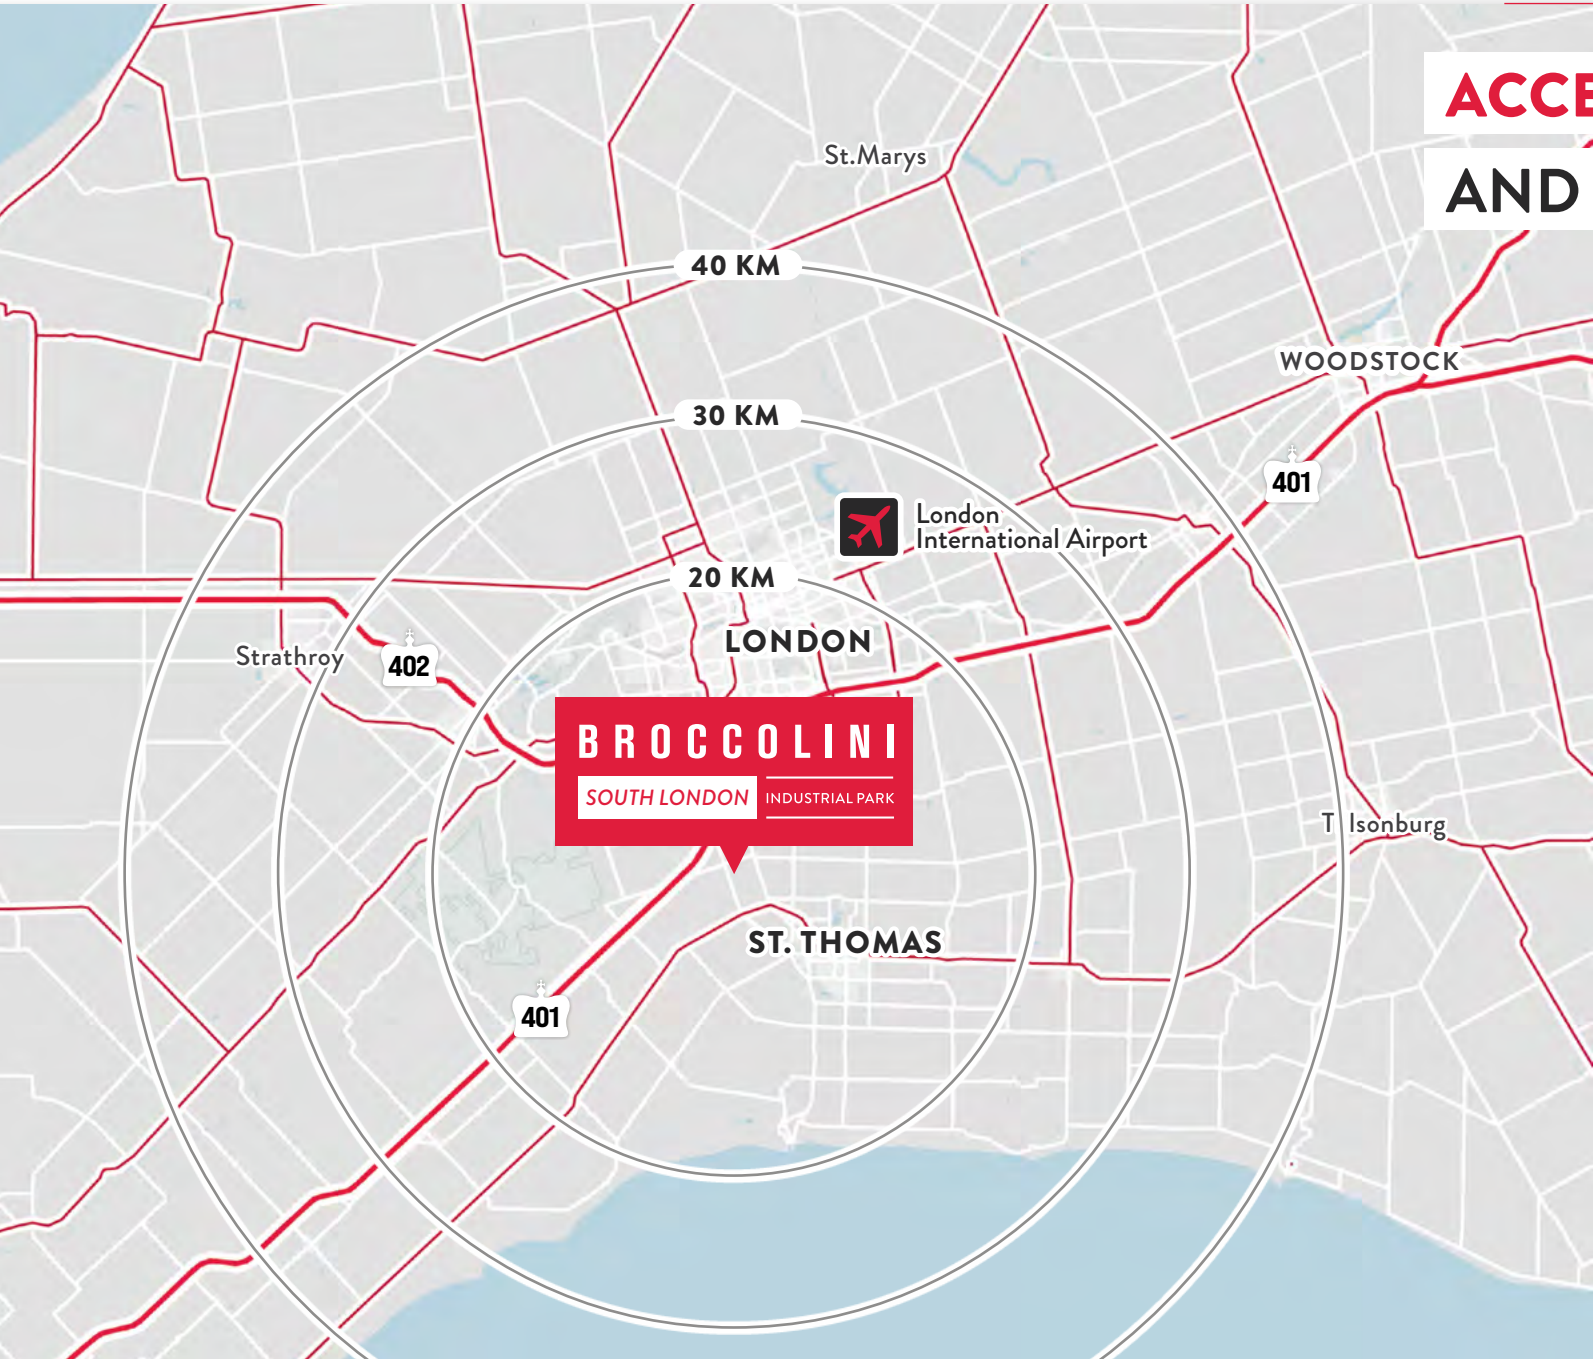 ACCE
AND
St.Marys
40 KM
WOODSTOCK
30 KM
401
London
International Airport
20 KM
LONDON
Strathroy
402
BROCCOLINI
SOUTH LONDON INDUSTRIAL PARK
T lsonburg
ST. THOMAS
401